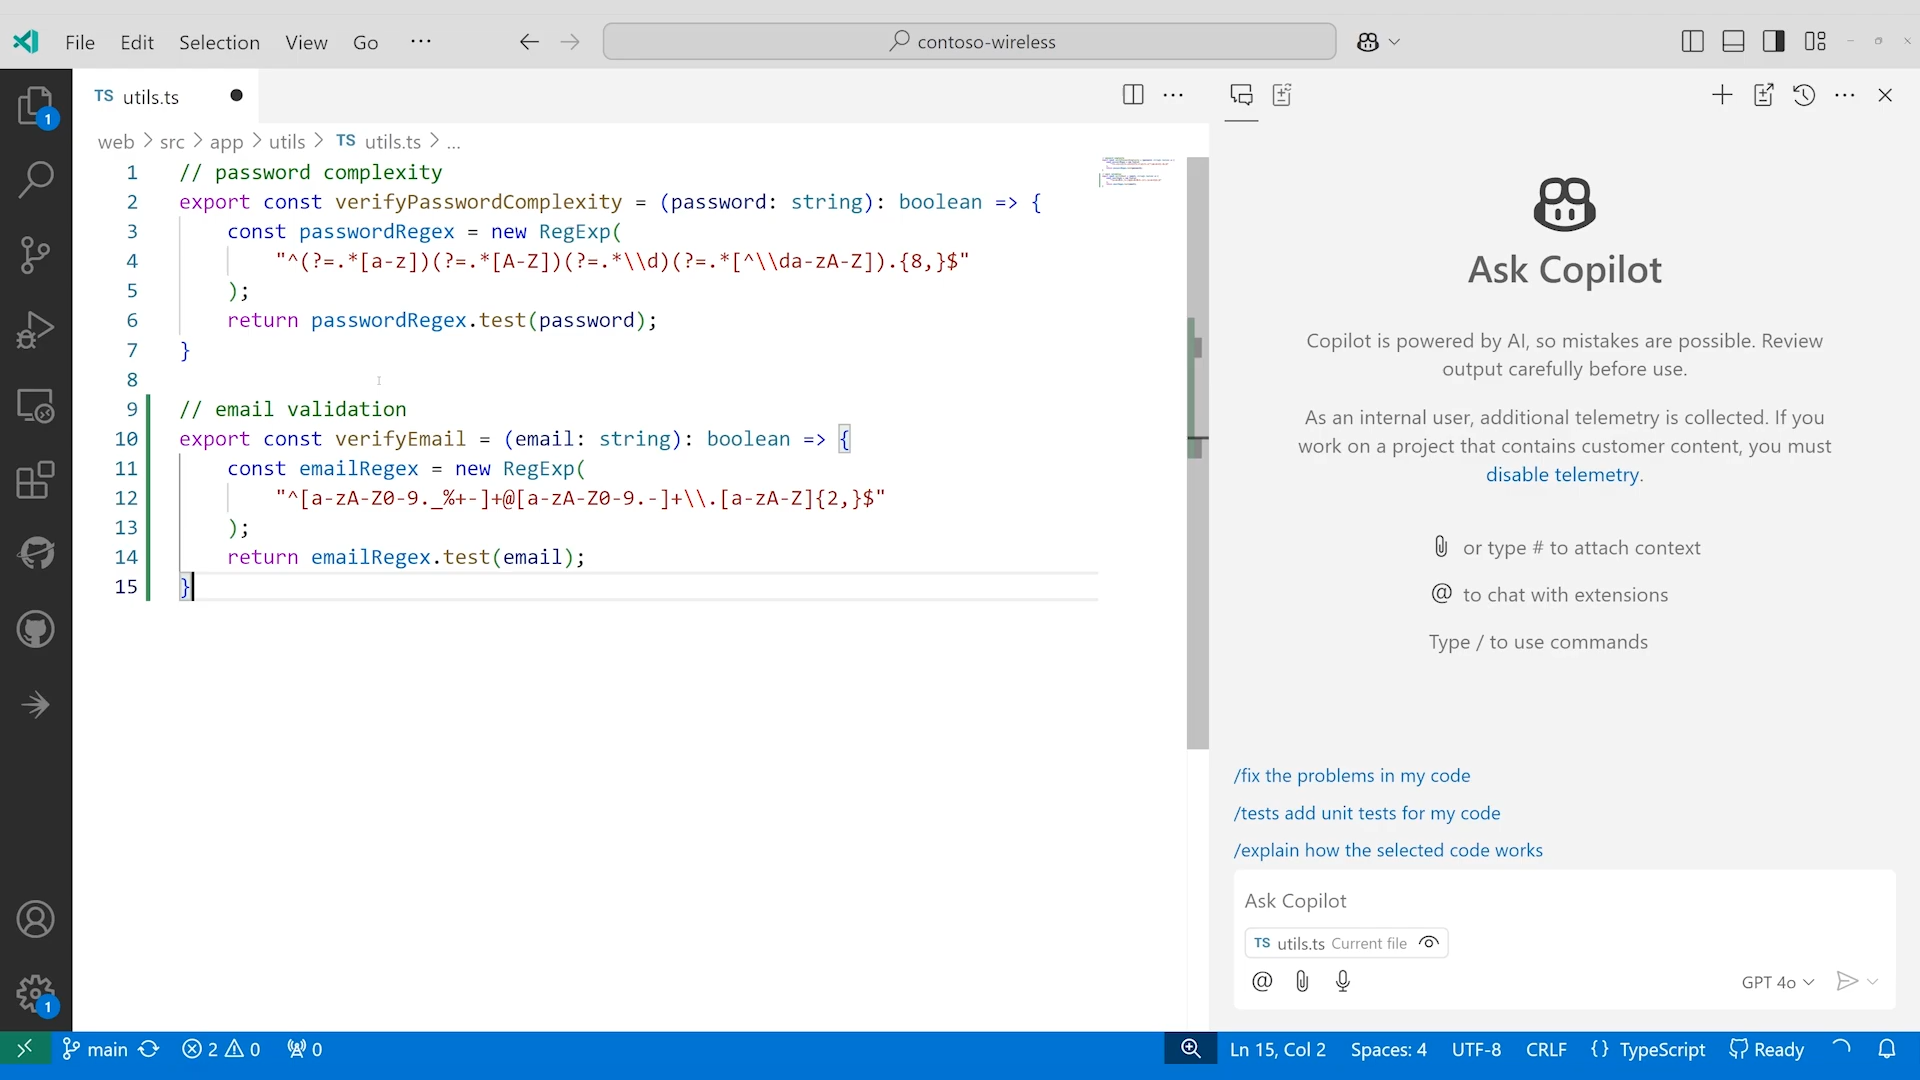 File Edit Selection View Go ...
contoso-wireless
TS utils.ts
web > src > app > utils > TS utils.ts > ...
1 // password complexity
2 export const verifyPasswordComplexity = (password: string): boolean => {
3 const passwordRegex = new RegExp(
4 "^(?=.*[a-z])(?=.*[A-Z])(?=.*\\d)(?=.*[^\\da-zA-Z]).{8,}$"
5 );
6 return passwordRegex.test(password);
7 }
8
9 // email validation
10 export const verifyEmail = (email: string): boolean => {
11 const emailRegex = new RegExp(
12 "^[a-zA-Z0-9._%+-]+@[a-zA-Z0-9.-]+\\.[a-zA-Z]{2,}$"
13 );
14 return emailRegex.test(email);
15 }
1
1
Ask Copilot
Copilot is powered by AI, so mistakes are possible. Review
output carefully before use.
As an internal user, additional telemetry is collected. If you
work on a project that contains customer content, you must
disable telemetry.
or type # to attach context
@ to chat with extensions
Type / to use commands
/fix the problems in my code
/tests add unit tests for my code
/explain how the selected code works
Ask Copilot
TS utils.ts Current file
@
GPT 4o
main 2 0 0
Ln 15, Col 2 Spaces: 4 UTF-8 CRLF {} TypeScript Ready